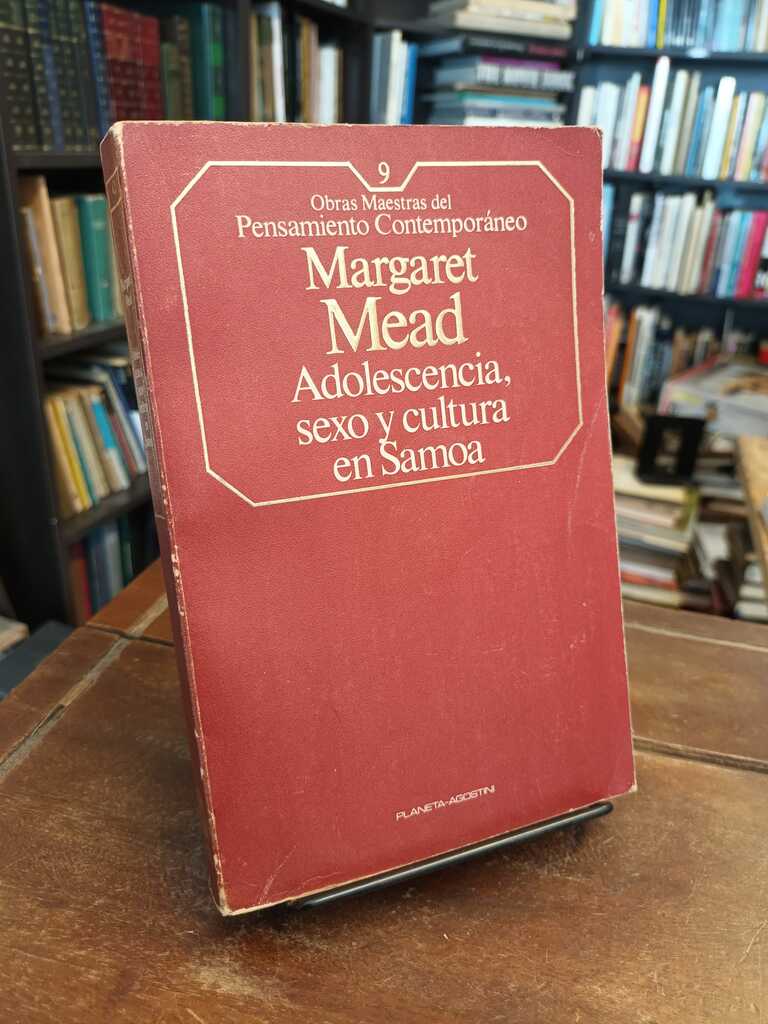 9
Obras Maestras del
Pensamiento Contemporáneo
Margaret
Mead
Adolescencia,
sexo y cultura
en Samoa
PLANETA-AGOSTINI